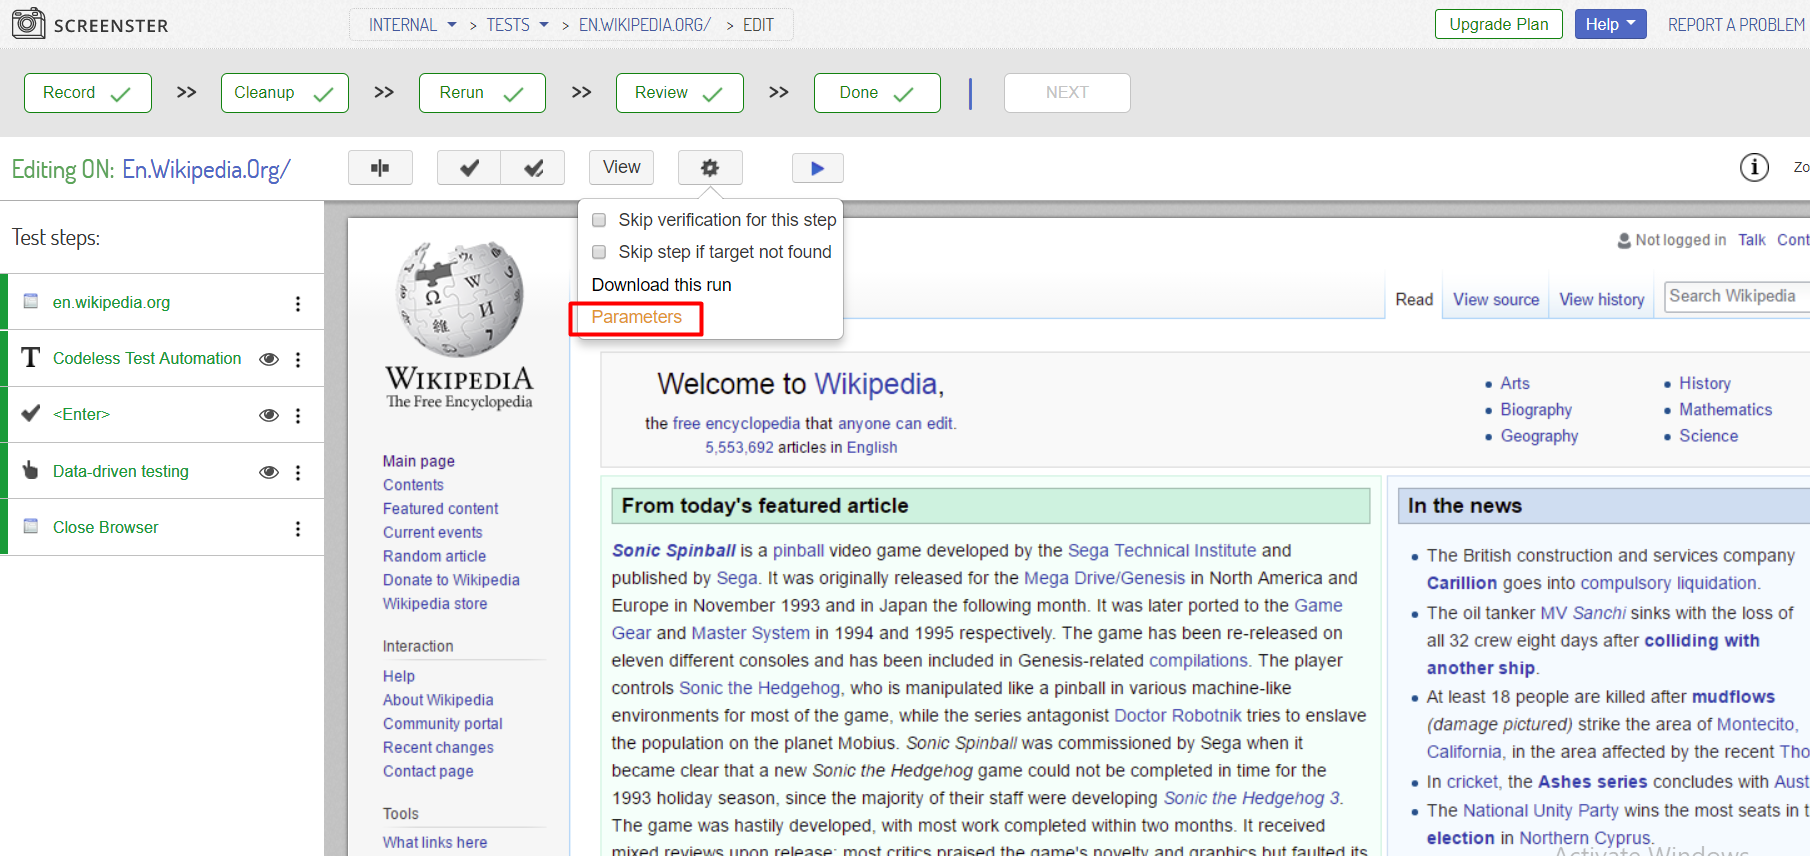 SCREENSTER
INTERNAL > TESTS > EN.WIKIPEDIA.ORG/ > EDIT
Upgrade Plan
Help
REPORT A PROBLEM
Record >> Cleanup >> Rerun >> Review >> Done
NEXT
Editing ON: En.Wikipedia.Org/
View
Zo
Test steps:
en.wikipedia.org
Codeless Test Automation
<Enter>
Data-driven testing
Close Browser
Skip verification for this step
Skip step if target not found
Download this run
Parameters
WIKIPEDIA
The Free Encyclopedia
Main page
Contents
Featured content
Current events
Random article
Donate to Wikipedia
Wikipedia store
Interaction
Help
About Wikipedia
Community portal
Recent changes
Contact page
Tools
What links here
Not logged in Talk Cont
Read View source View history Search Wikipedia
Welcome to Wikipedia,
the free encyclopedia that anyone can edit.
5,553,692 articles in English
Arts
Biography
Geography
History
Mathematics
Science
From today's featured article
Sonic Spinball is a pinball video game developed by the Sega Technical Institute and
published by Sega. It was originally released for the Mega Drive/Genesis in North America and
Europe in November 1993 and in Japan the following month. It was later ported to the Game
Gear and Master System in 1994 and 1995 respectively. The game has been re-released on
eleven different consoles and has been included in Genesis-related compilations. The player
controls Sonic the Hedgehog, who is manipulated like a pinball in various machine-like
environments for most of the game, while the series antagonist Doctor Robotnik tries to enslave
the population on the planet Mobius. Sonic Spinball was commissioned by Sega when it
became clear that a new Sonic the Hedgehog game could not be completed in time for the
1993 holiday season, since the majority of their staff were developing Sonic the Hedgehog 3.
The game was hastily developed, with most work completed within two months. It received
mixed reviews upon release; most critics praised the game's novelty and graphics but faulted its
In the news
The British construction and services company
Carillion goes into compulsory liquidation.
The oil tanker MV Sanchi sinks with the loss of
all 32 crew eight days after colliding with
another ship.
At least 18 people are killed after mudflows
(damage pictured) strike the area of Montecito,
California, in the area affected by the recent Tho
In cricket, the Ashes series concludes with Aust
The National Unity Party wins the most seats in t
election in Northern Cyprus.
Activate Windows